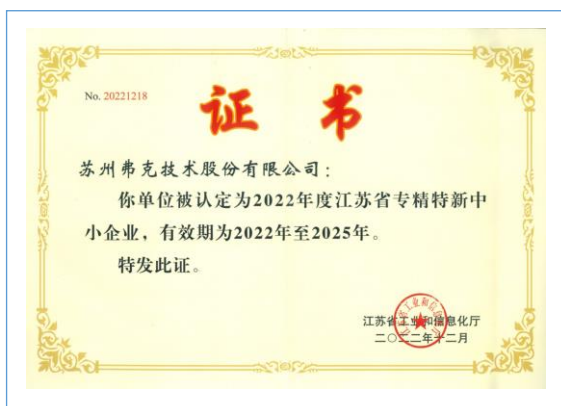 No. 20221218
证书
苏州弗克技术股份有限公司：
你单位被认定为2022年度江苏省专精特新中
小企业，有效期为2022年至2025年。
特发此证。
江苏省工业和信息化厅
二〇二二年十二月